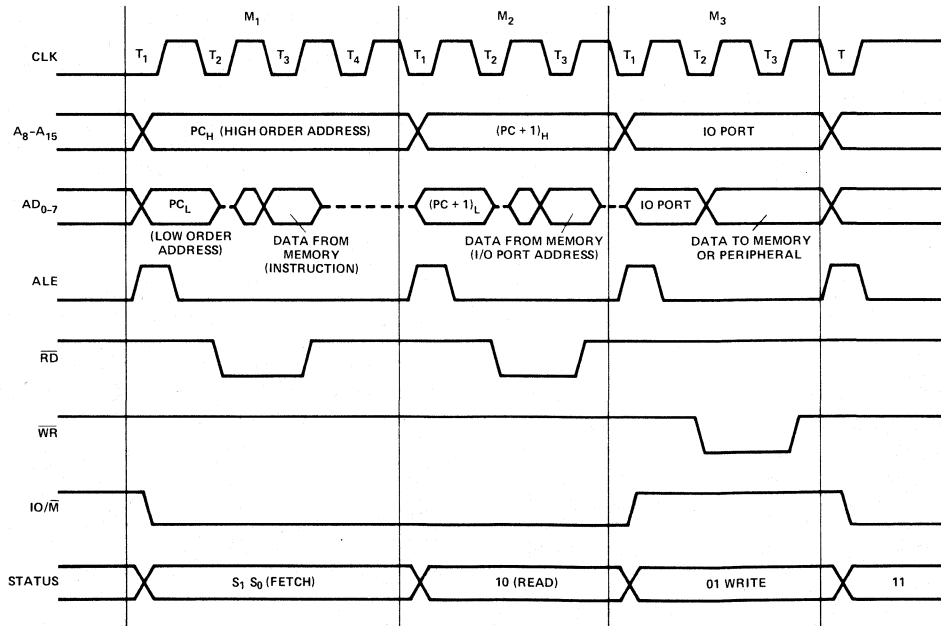 M1 M2 M3
CLK T1 T2 T3 T4 T1 T2 T3 T1 T2 T3 T
A8–A15 PCH (HIGH ORDER ADDRESS) (PC + 1)H IO PORT
AD0-7 PCL (PC + 1)L IO PORT
(LOW ORDER ADDRESS)
DATA FROM MEMORY (INSTRUCTION)
DATA FROM MEMORY (I/O PORT ADDRESS)
DATA TO MEMORY OR PERIPHERAL
ALE
RD
WR
IO/M
STATUS S1 S0 (FETCH) 10 (READ) 01 WRITE 11